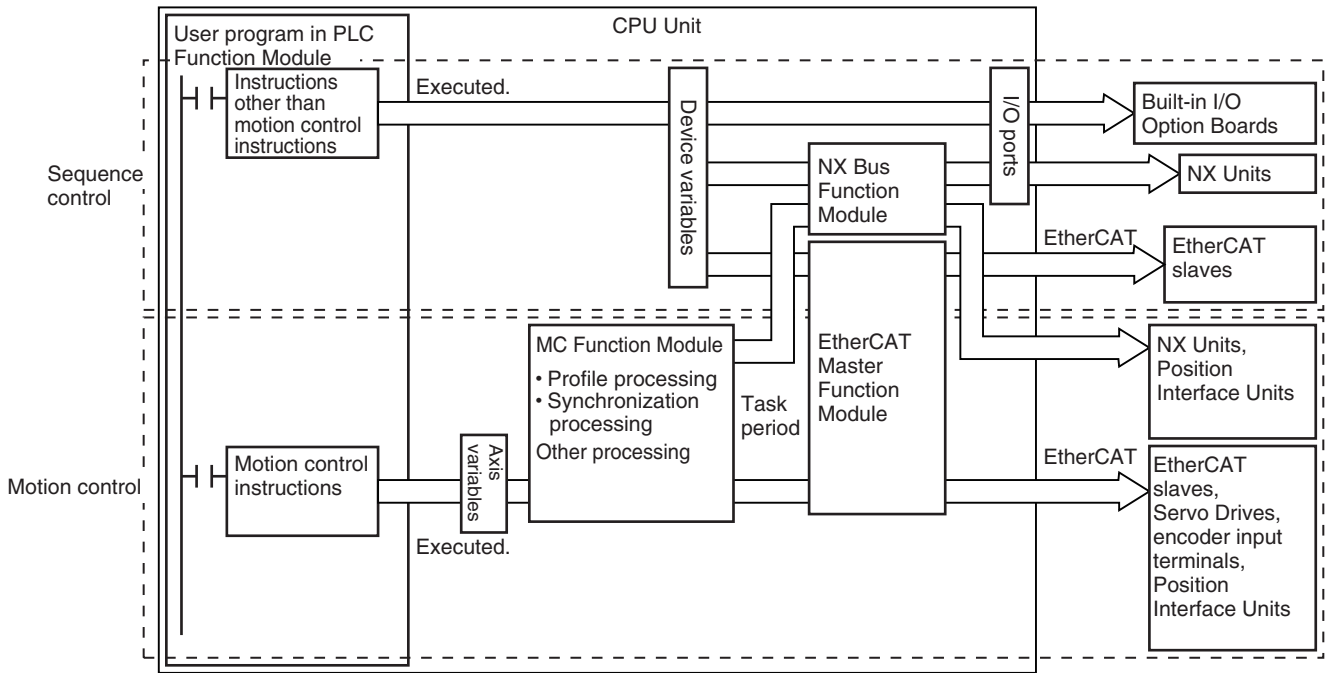 CPU Unit
User program in PLC
Function Module
Instructions
other than
motion control
instructions
Executed.
Device variables
I/O ports
Built-in I/O
Option Boards
NX Bus
Function
Module
NX Units
Sequence
control
EtherCAT
EtherCAT
slaves
MC Function Module
• Profile processing
• Synchronization
processing
Other processing
Task
period
EtherCAT
Master
Function
Module
NX Units,
Position
Interface Units
Motion control
Motion control
instructions
Axis
variables
Executed.
EtherCAT
EtherCAT
slaves,
Servo Drives,
encoder input
terminals,
Position
Interface Units